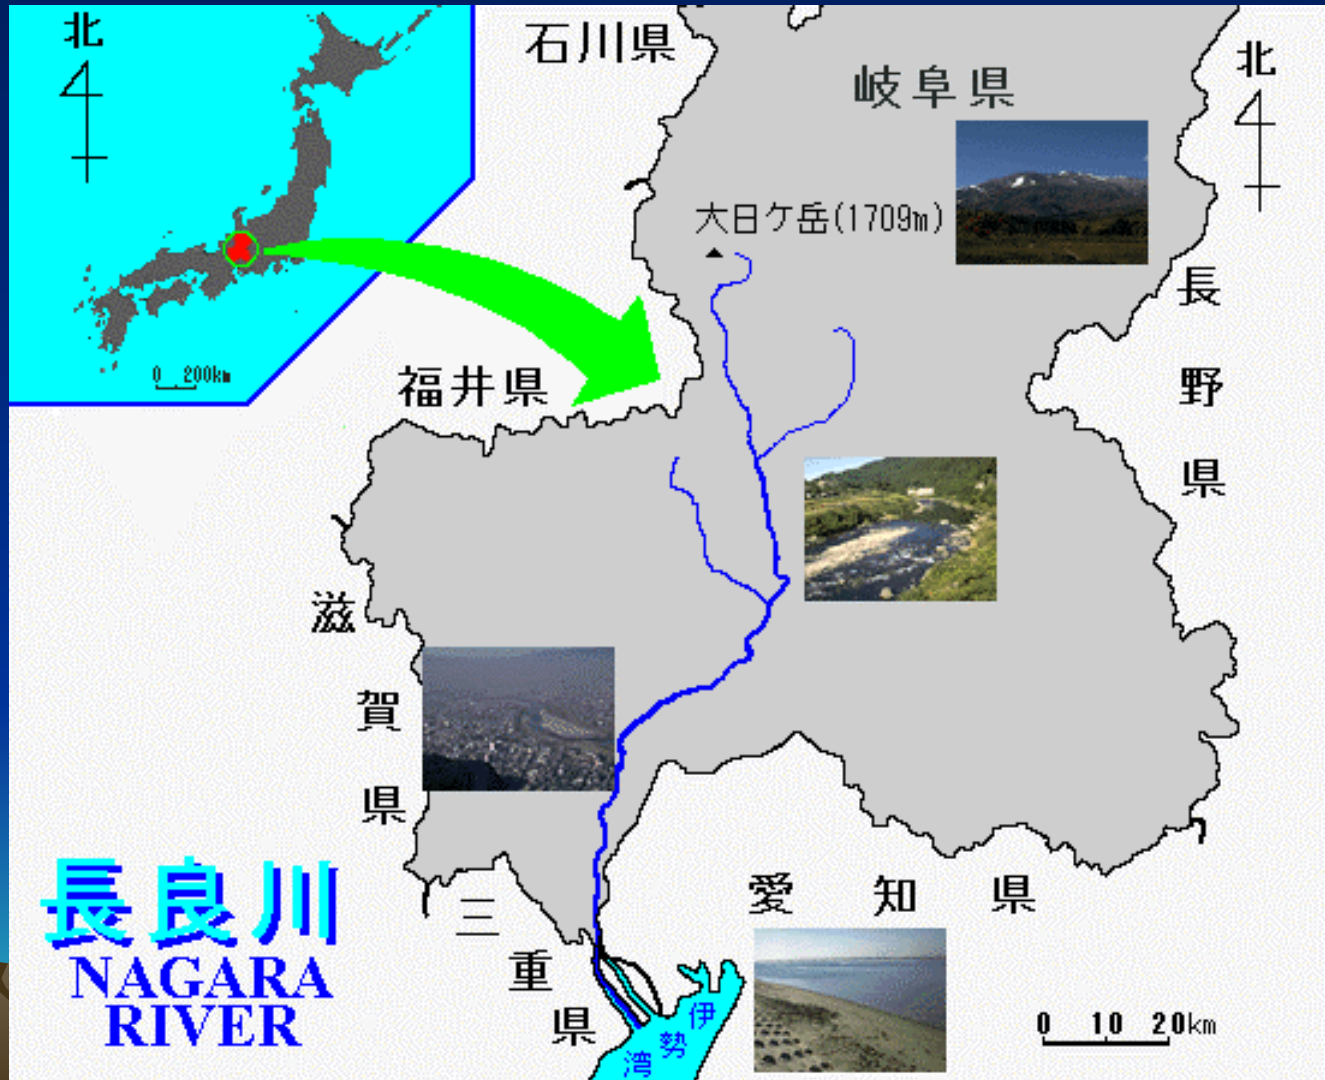 北
0 200km
石川県
岐阜県
北
大日ケ岳(1709m)
長野県
福井県
滋賀県
長良川
NAGARA
RIVER
三重県
愛知県
伊勢湾
0 10 20km